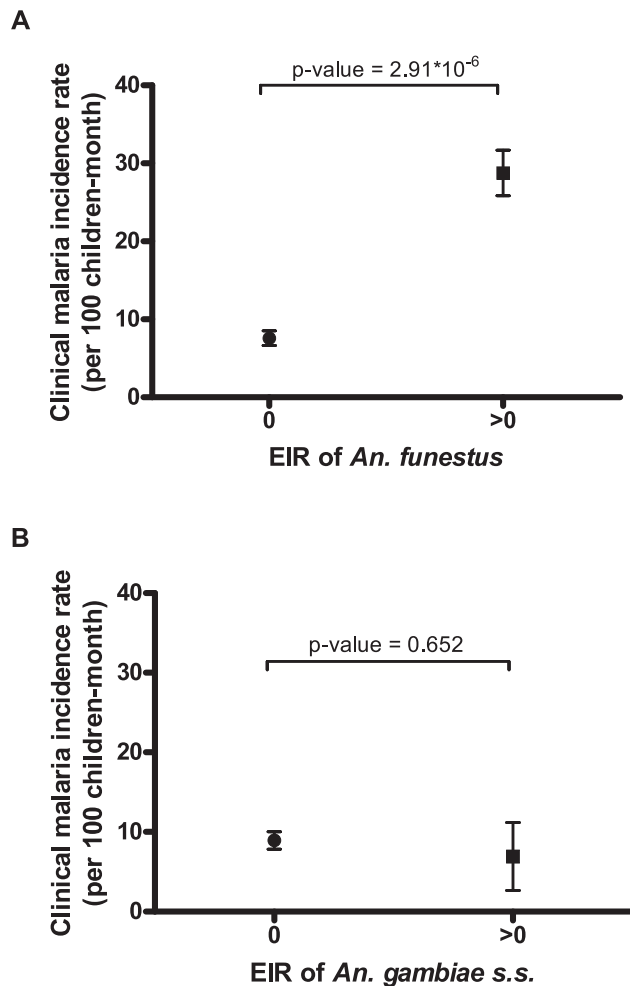 A
p-value = 2.91*10⁻⁶
40
30
20
10
0
Clinical malaria incidence rate
(per 100 children-month)
0
>0
EIR of An. funestus
B
p-value = 0.652
40
30
20
10
0
Clinical malaria incidence rate
(per 100 children-month)
0
>0
EIR of An. gambiae s.s.